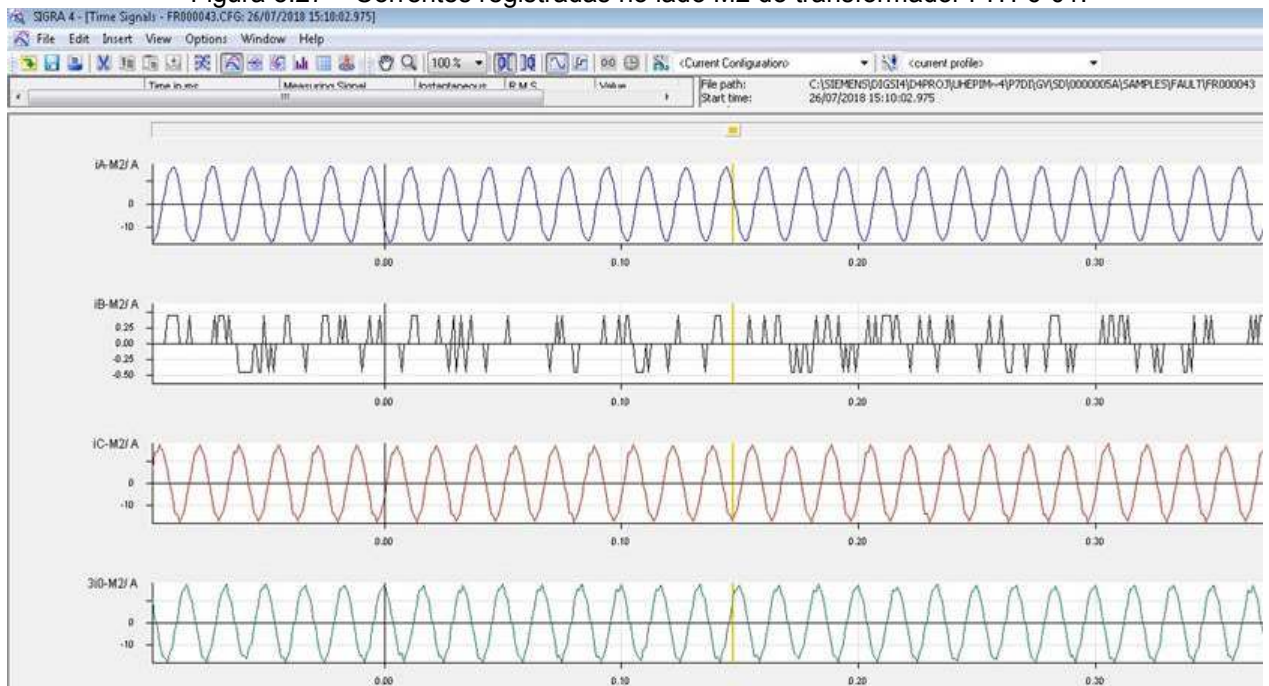 Figura 3.27 – Correntes registradas no lado M2 do transformador P.TP5-01.
SIGRA 4 - [Time Signals - FR000043.CFG: 26/07/2018 15:10:02.975]
File Edit Insert View Options Window Help
100 % <Current Configuration> <current profile>
Time in ms Measuring Signal Instantaneous R.M.S. Value
File path: C:\SIEMENS\DIGSI4\D4PROJ\UHEPIM~4\P7DI\GV\SD\0000005A\SAMPLES\FAULT\FR000043
Start time: 26/07/2018 15:10:02.975
iA-M2/ A
0
-10
0.00 0.10 0.20 0.30
iB-M2/ A
0.25
0.00
-0.25
-0.50
0.00 0.10 0.20 0.30
iC-M2/ A
0
-10
0.00 0.10 0.20 0.30
3i0-M2/ A
0
-10
0.00 0.10 0.20 0.30